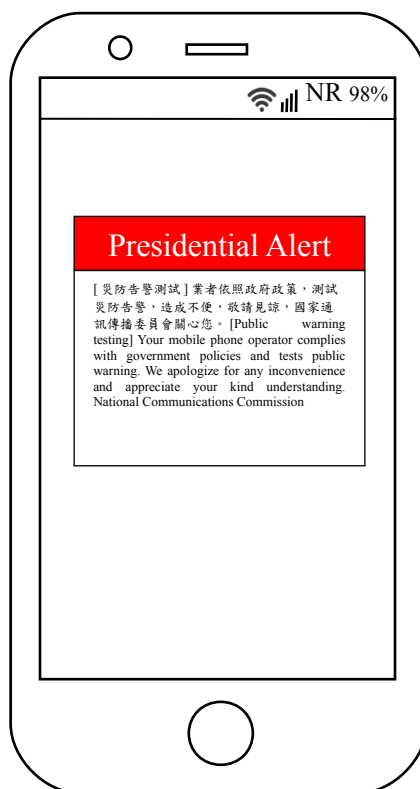 NR 98%
Presidential Alert
[災防告警測試]業者依照政府政策，測試
災防告警，造成不便，敬請見諒，國家通
訊傳播委員會關心您。[Public warning
testing] Your mobile phone operator complies
with government policies and tests public
warning. We apologize for any inconvenience
and appreciate your kind understanding.
National Communications Commission